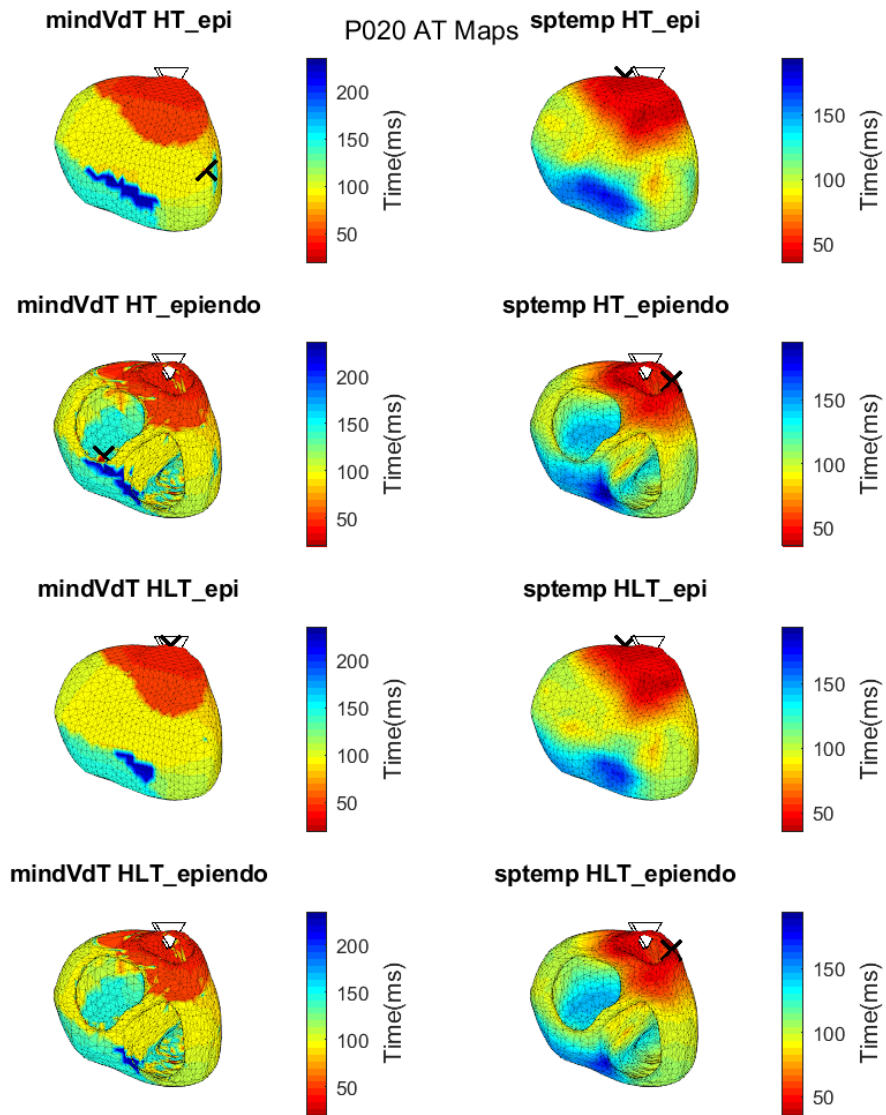 P020 AT Maps
mindVdT HT_epi
200
150
100
50
Time(ms)
sptemp HT_epi
150
100
50
Time(ms)
mindVdT HT_epiendo
200
150
100
50
Time(ms)
sptemp HT_epiendo
150
100
50
Time(ms)
mindVdT HLT_epi
200
150
100
50
Time(ms)
sptemp HLT_epi
150
100
50
Time(ms)
mindVdT HLT_epiendo
200
150
100
50
Time(ms)
sptemp HLT_epiendo
150
100
50
Time(ms)